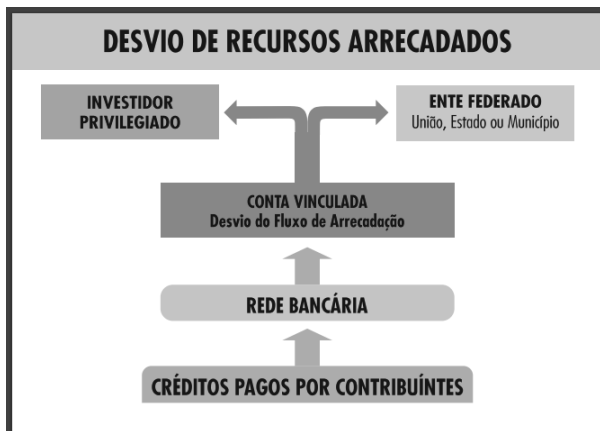 DESVIO DE RECURSOS ARRECADADOS
INVESTIDOR
PRIVILEGIADO
ENTE FEDERADO
União, Estado ou Município
CONTA VINCULADA
Desvio do Fluxo de Arrecadação
REDE BANCÁRIA
CRÉDITOS PAGOS POR CONTRIBUÍNTES